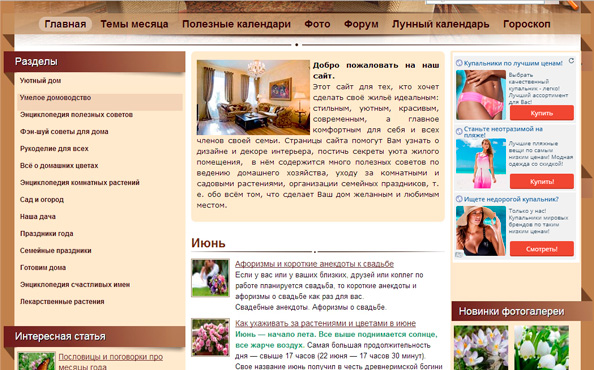 Главная Темы месяца Полезные календари Фото Форум Лунный календарь Гороскоп
Разделы
Уютный дом
Умелое домоводство
Энциклопедия полезных советов
Фэн-шуй советы для дома
Рукоделие для всех
Всё о домашних цветах
Энциклопедия комнатных растений
Сад и огород
Наша дача
Праздники года
Семейные праздники
Готовим дома
Энциклопедия счастливых имен
Лекарственные растения
Интересная статья
Пословицы и поговорки про
месяцы года
Добро пожаловать на наш
сайт.
Этот сайт для тех, кто хочет
сделать своё жильё идеальным:
стильным, уютным, красивым,
современным, а главное
комфортным для себя и всех
членов своей семьи. Страницы сайта помогут Вам узнать о
дизайне и декоре интерьера, постичь секреты уюта жилого
помещения, в нём содержится много полезных советов по
ведению домашнего хозяйства, уходу за комнатными и
садовыми растениями, организации семейных праздников, т.
е. обо всём том, что сделает Ваш дом желанным и любимым
местом.
Июнь
Афоризмы и короткие анекдоты к свадьбе
Если у вас или у ваших близких, друзей или коллег по
работе планируется свадьба, то короткие анекдоты и
афоризмы о свадьбе как раз для вас.
Свадебные анекдоты. Афоризмы о свадьбе.
Как ухаживать за растениями и цветами в июне
Июнь — начало лета. Все выше поднимается солнце,
все жарче воздух. Самая большая продолжительность
дня — свыше 17 часов (22 июня — 17 часов 30 минут).
Свое название июнь получил в честь древнеримской богини
Купальники по лучшим ценам!
Выбрать
качественный
купальник - легко!
Лучший ассортимент
для Вас!
Купить
Станьте неотразимой на
пляже!
Лучшие пляжные
вещи по самым
низким ценам! Модная
одежда со скидкой!
Купить!
Ищете недорогой купальник?
Только у нас!
Купальники мировых
брендов по таким
низким ценам!
Смотреть!
Новинки фотогалереи